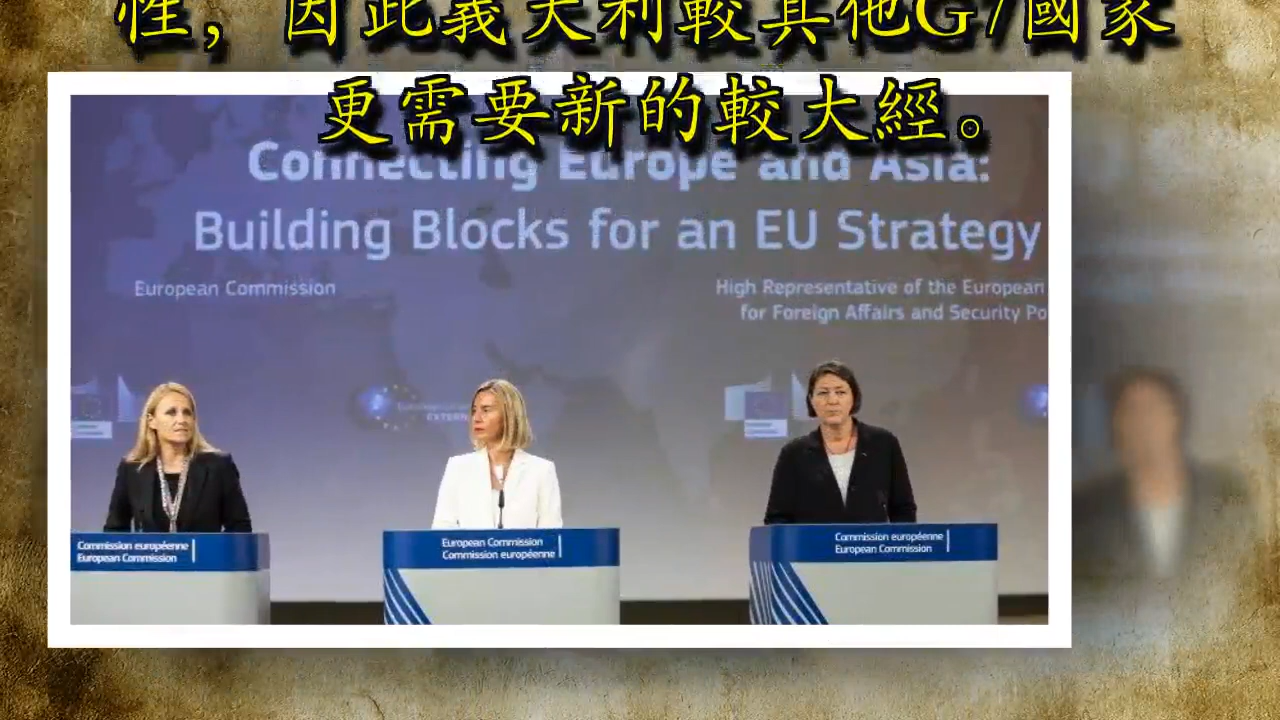 性，因此義大利較其他G7國家
更需要新的較大經。
Connecting Europe and Asia:
Building Blocks for an EU Strategy
European Commission
High Representative of the European
for Foreign Affairs and Security Po
Commission européenne
European Commission
European Commission
Commission européenne
Commission européenne
European Commission